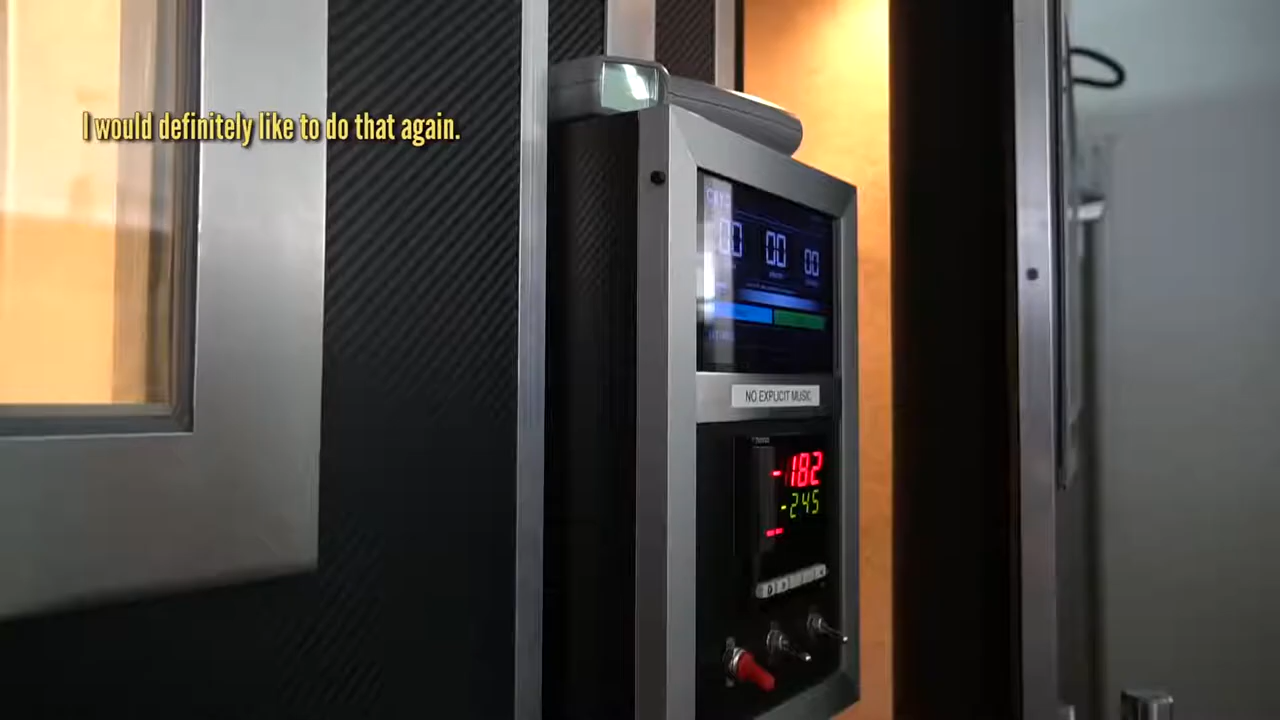 I would definitely like to do that again.
00 00 00
NO EXPLICIT MUSIC
-182
-245